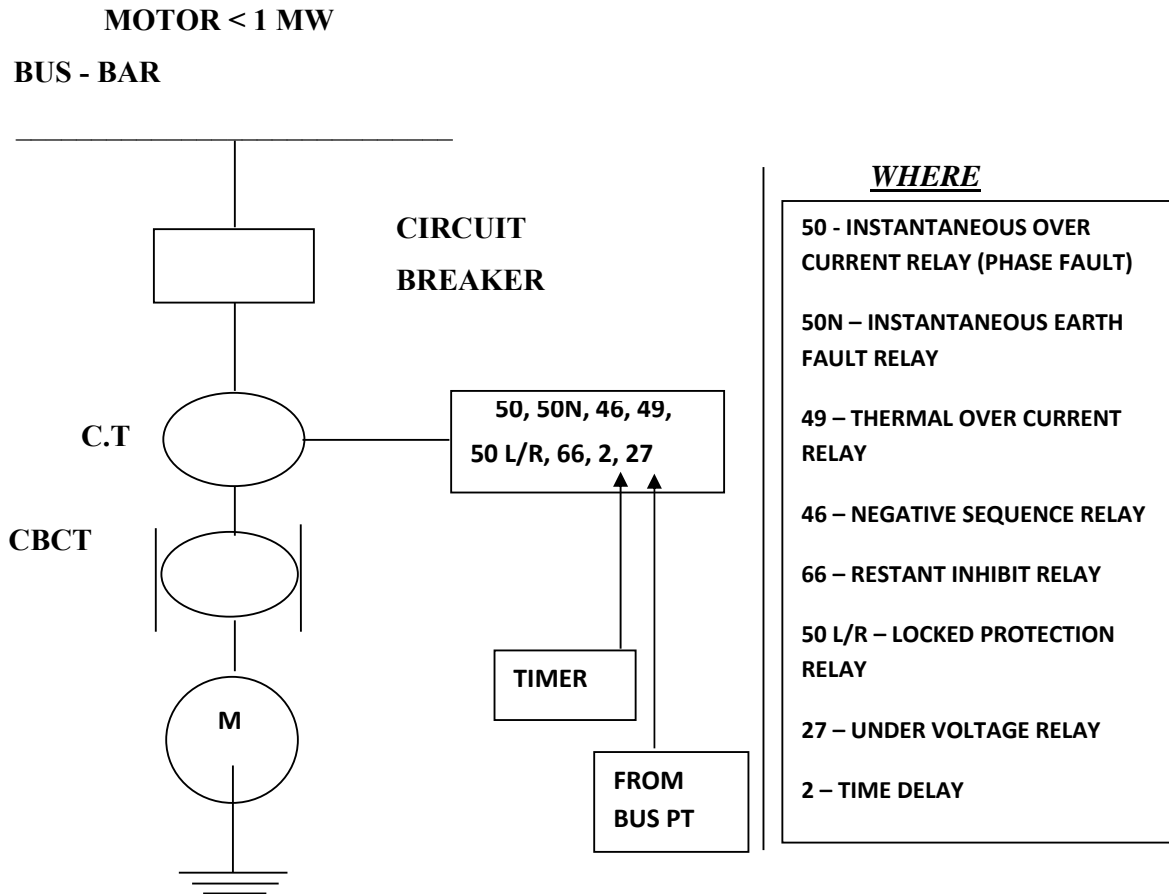 MOTOR < 1 MW
BUS - BAR
CIRCUIT
BREAKER
C.T
50, 50N, 46, 49,
50 L/R, 66, 2, 27
CBCT
TIMER
M
FROM
BUS PT
WHERE
50 - INSTANTANEOUS OVER
CURRENT RELAY (PHASE FAULT)
50N – INSTANTANEOUS EARTH
FAULT RELAY
49 – THERMAL OVER CURRENT
RELAY
46 – NEGATIVE SEQUENCE RELAY
66 – RESTANT INHIBIT RELAY
50 L/R – LOCKED PROTECTION
RELAY
27 – UNDER VOLTAGE RELAY
2 – TIME DELAY